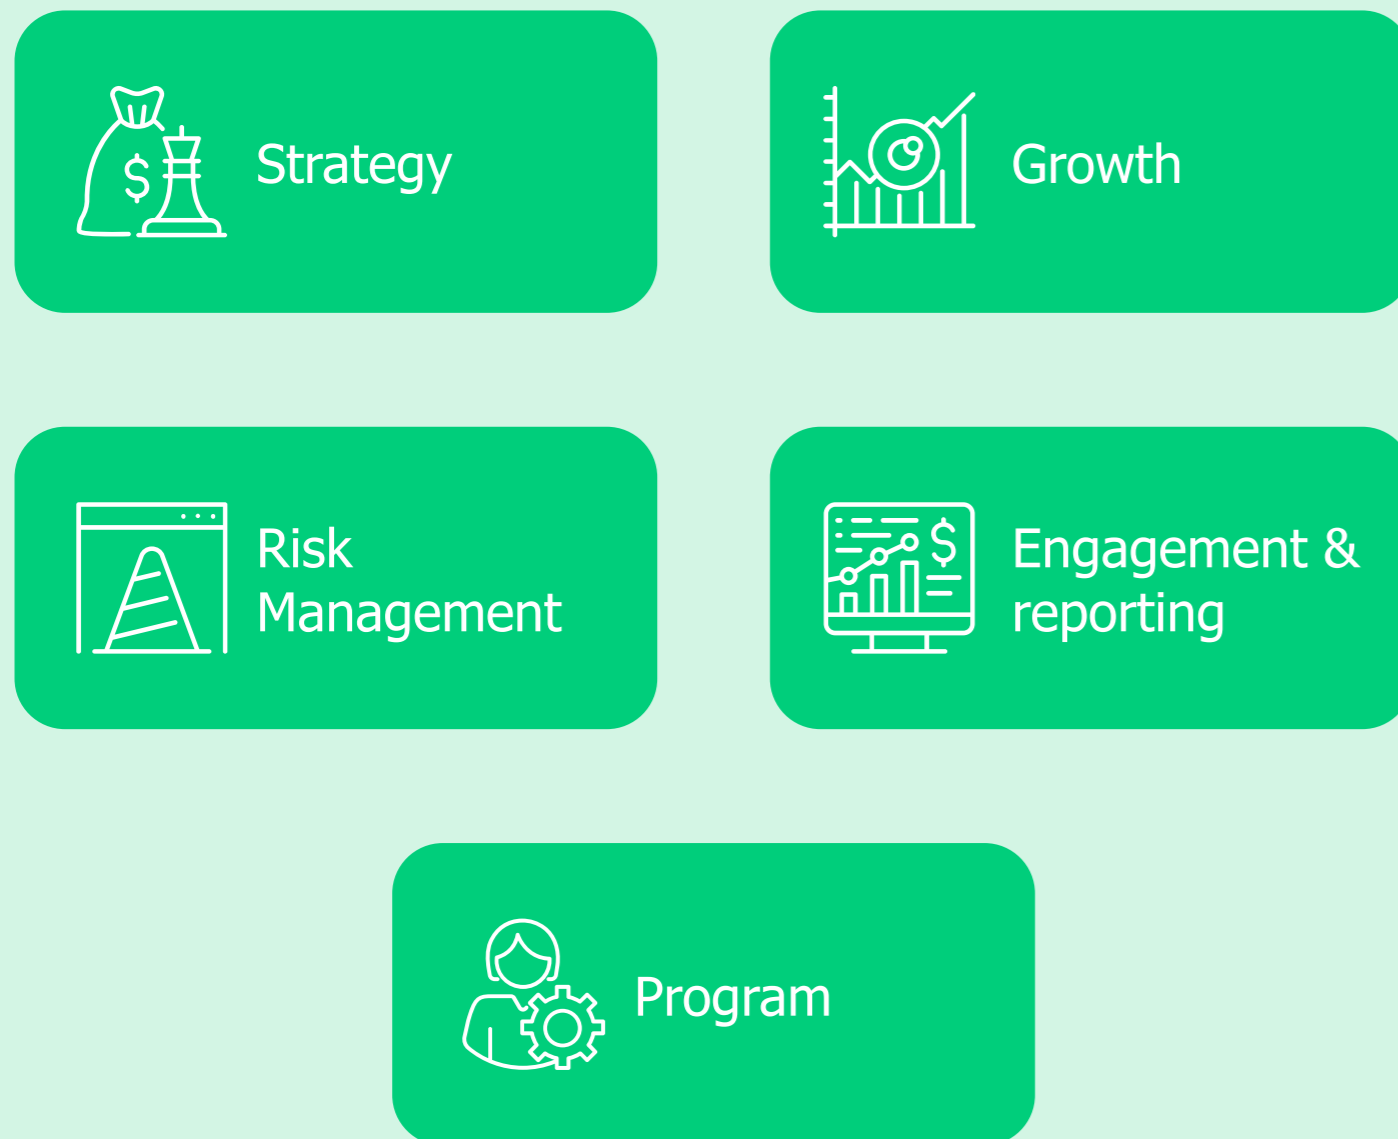 Strategy
Growth
Risk
Management
Engagement &
reporting
Program